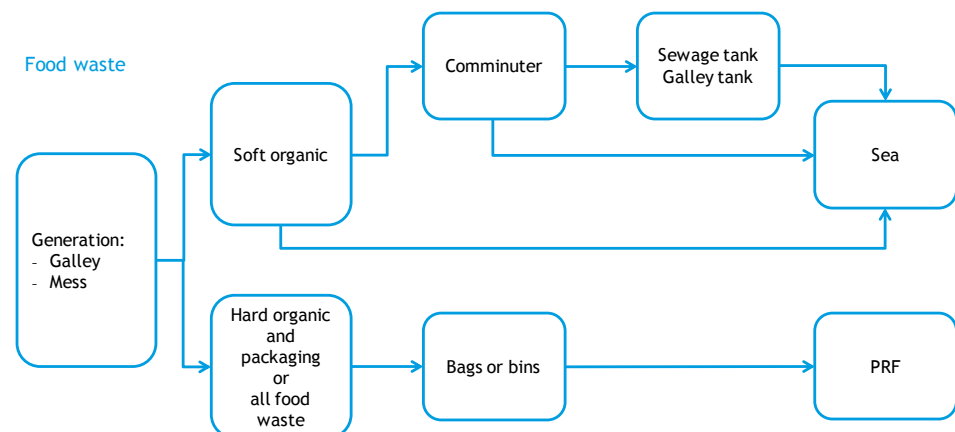 Food waste
Comminuter
Sewage tank
Galley tank
Soft organic
Sea
Generation:
- Galley
- Mess
Hard organic
and
packaging
or
all food
waste
Bags or bins
PRF